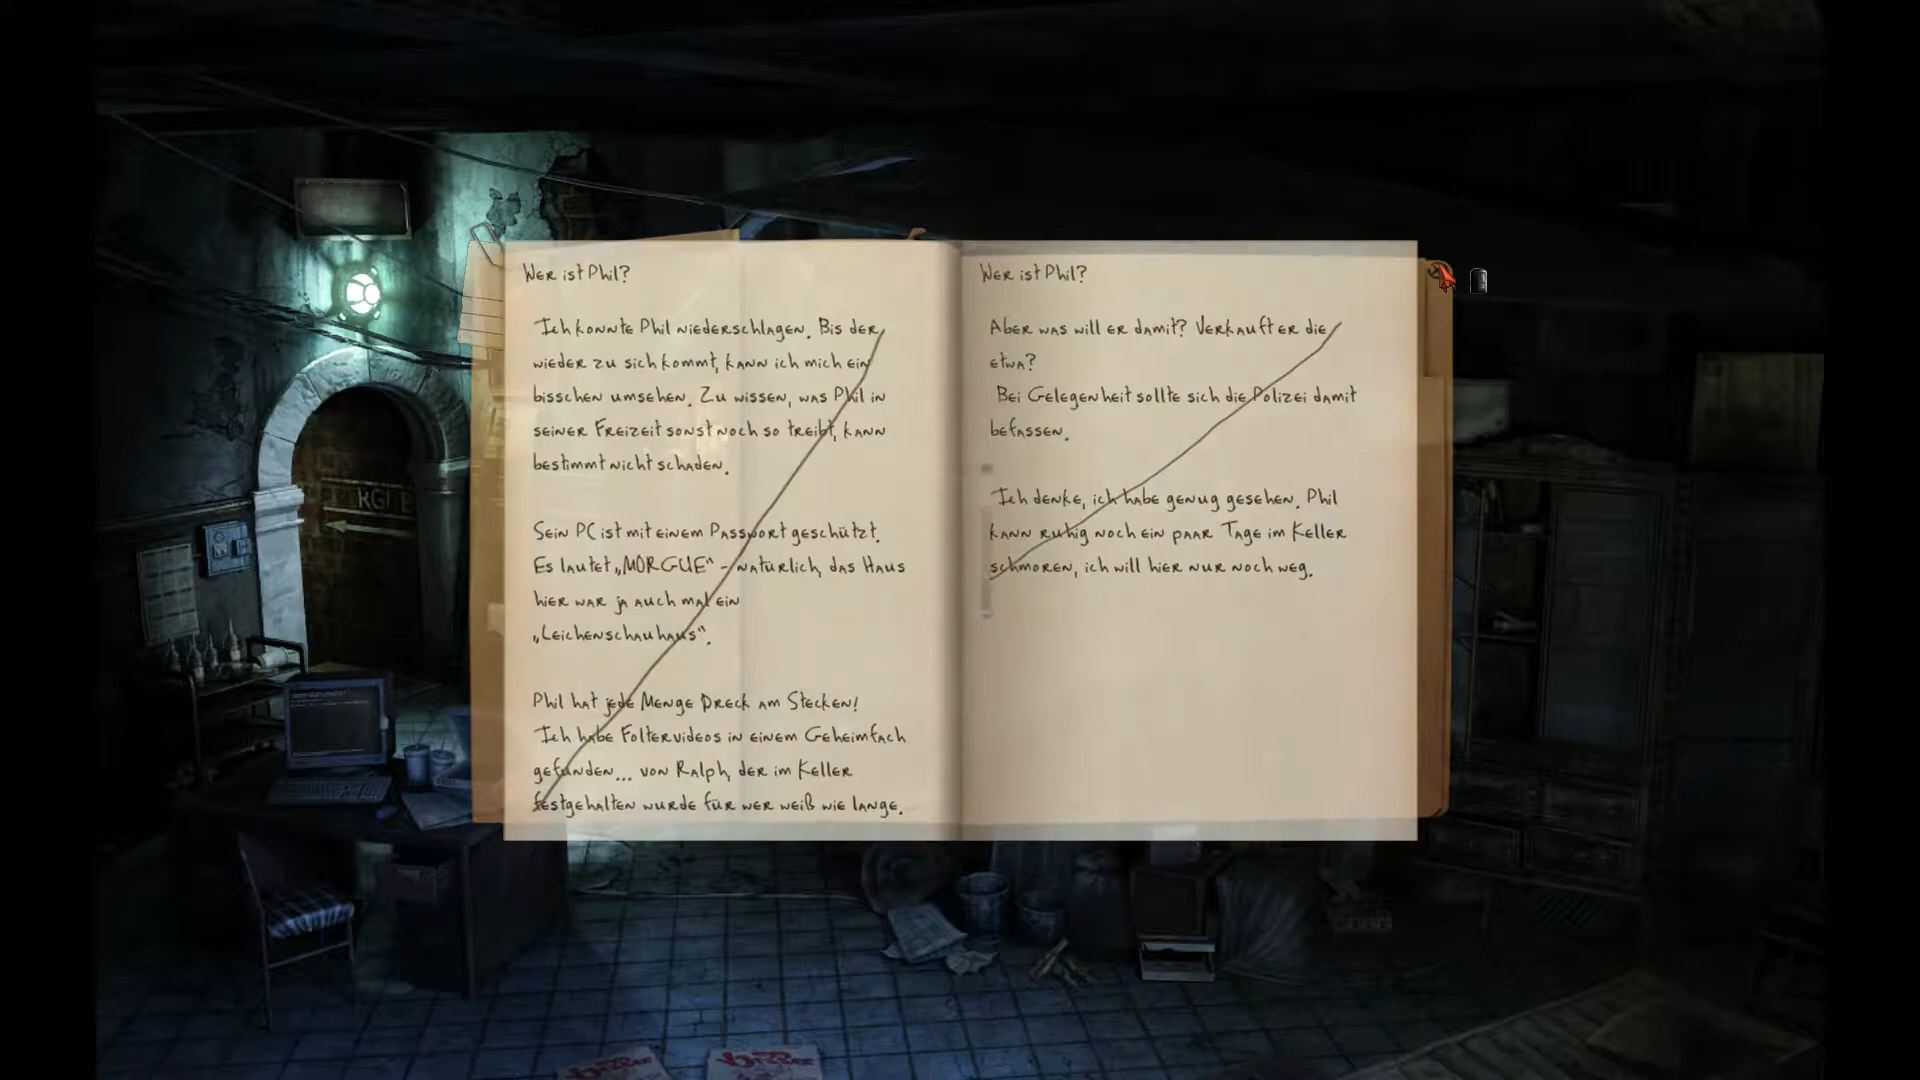 Wer ist Phil?
Ich konnte Phil niederschlagen. Bis der
wieder zu sich kommt, kann ich mich ein
bisschen umsehen. Zu wissen, was Phil in
seiner Freizeit sonst noch so treibt, kann
bestimmt nicht schaden.
Sein PC ist mit einem Passwort geschützt.
Es lautet „MORGUE“ - natürlich, das Haus
hier war ja auch mal ein
„Leichenschauhaus“.
Phil hat jede Menge Dreck am Stecken!
Ich habe Foltervideos in einem Geheimfach
gefunden... von Ralph, der im Keller
festgehalten wurde für wer weiß wie lange.
Wer ist Phil?
Aber was will er damit? Verkauft er die
etwa?
Bei Gelegenheit sollte sich die Polizei damit
befassen.
Ich denke, ich habe genug gesehen. Phil
kann ruhig noch ein paar Tage im Keller
schmoren, ich will hier nur noch weg.